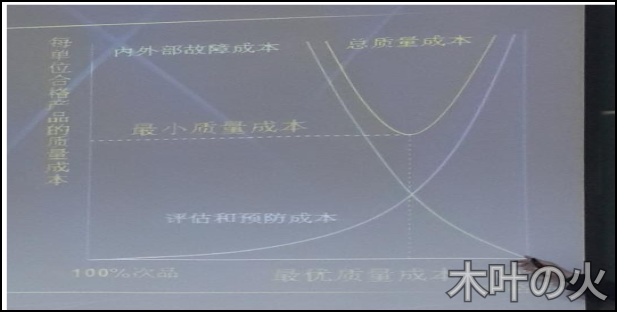 每单位合格产品的质量成本
内外部故障成本
总质量成本
最小质量成本
评估和预防成本
100%次品
最优质量成本
木叶の火